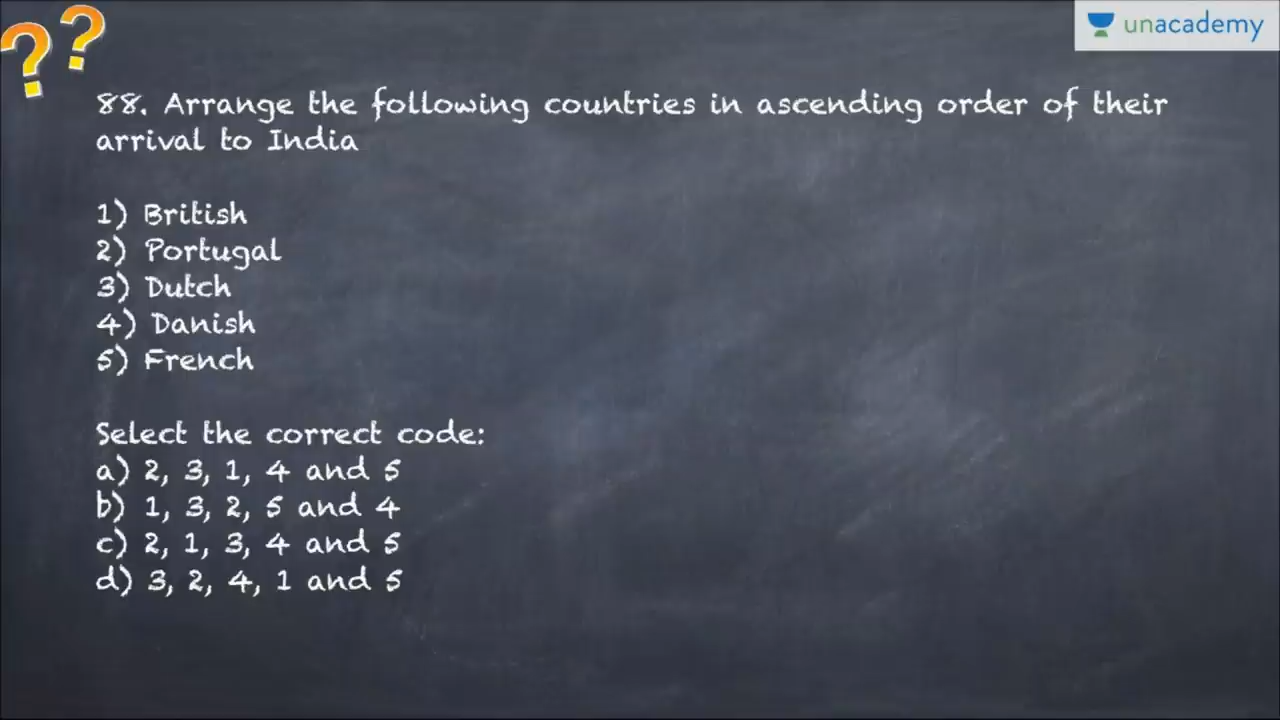 ??
unacademy
88. Arrange the following countries in ascending order of their
arrival to India
1) British
2) Portugal
3) Dutch
4) Danish
5) French
Select the correct code:
a) 2, 3, 1, 4 and 5
b) 1, 3, 2, 5 and 4
c) 2, 1, 3, 4 and 5
d) 3, 2, 4, 1 and 5